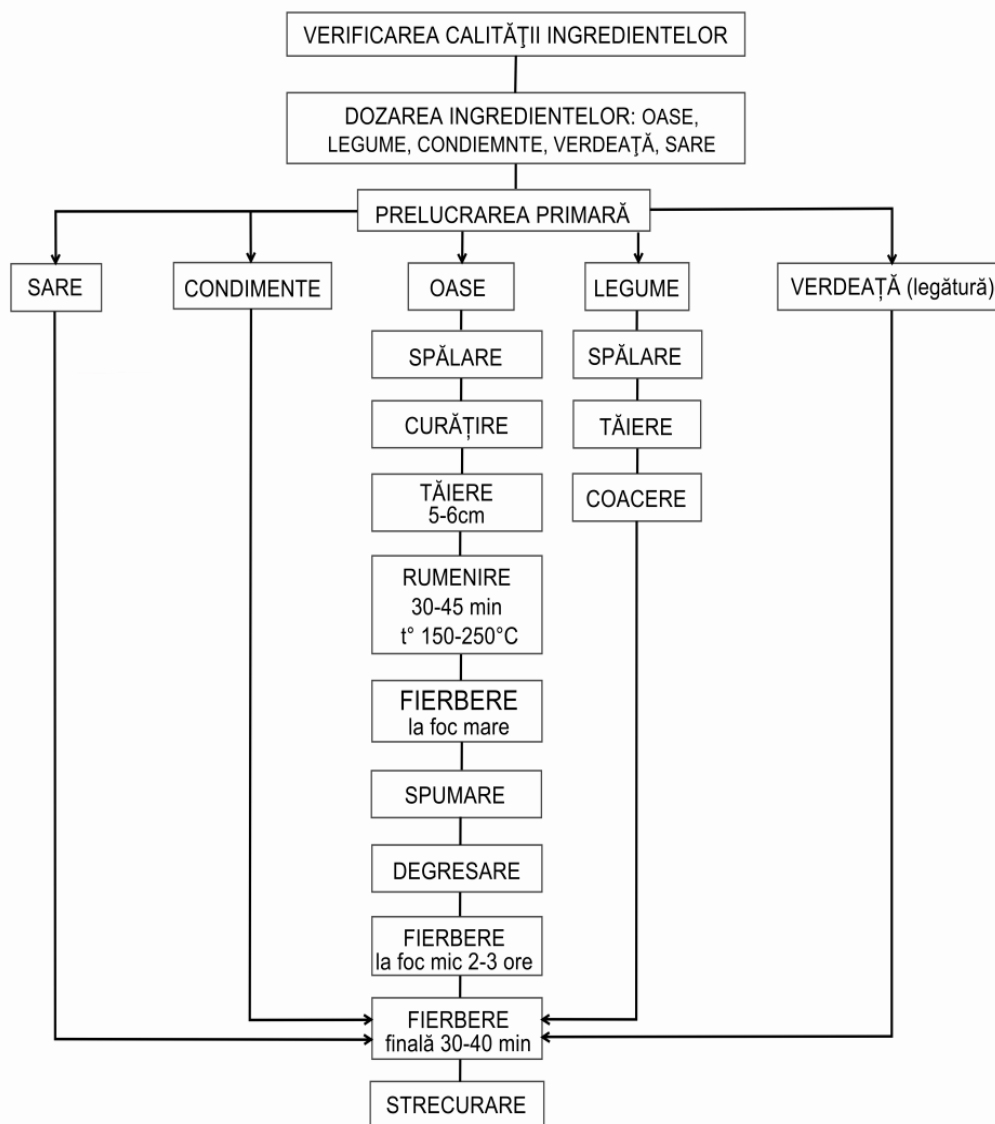 VERIFICAREA CALITĂŢII INGREDIENTELOR
DOZAREA INGREDIENTELOR: OASE,
LEGUME, CONDIEMNTE, VERDEAŢĂ, SARE
PRELUCRAREA PRIMARĂ
SARE
CONDIMENTE
OASE
LEGUME
VERDEAȚĂ (legătură)
SPĂLARE
SPĂLARE
CURĂȚIRE
TĂIERE
TĂIERE
5-6cm
COACERE
RUMENIRE
30-45 min
t° 150-250°C
FIERBERE
la foc mare
SPUMARE
DEGRESARE
FIERBERE
la foc mic 2-3 ore
FIERBERE
finală 30-40 min
STRECURARE